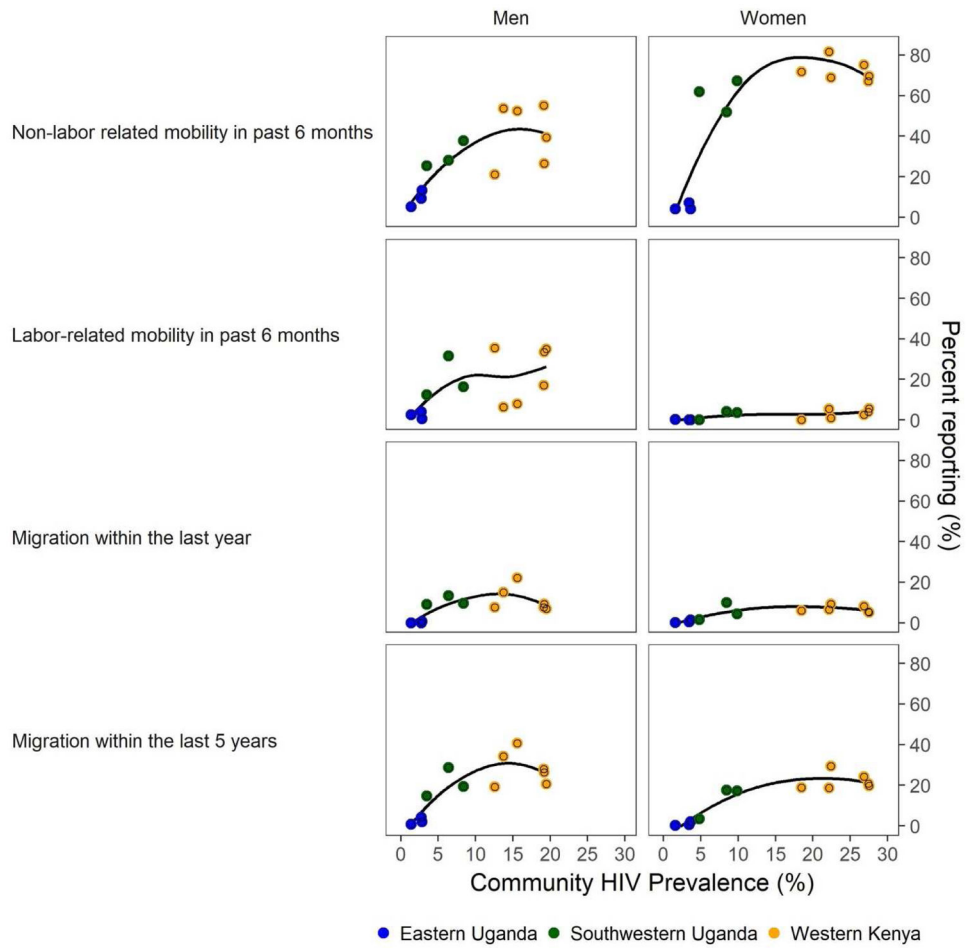 Men Women
Non-labor related mobility in past 6 months
80
60
40
20
0
Labor-related mobility in past 6 months
80
60
40
20
0
Migration within the last year
80
60
40
20
0
Migration within the last 5 years
80
60
40
20
0
Percent reporting (%)
0 5 10 15 20 25 30 0 5 10 15 20 25 30
Community HIV Prevalence (%)
Eastern Uganda Southwestern Uganda Western Kenya